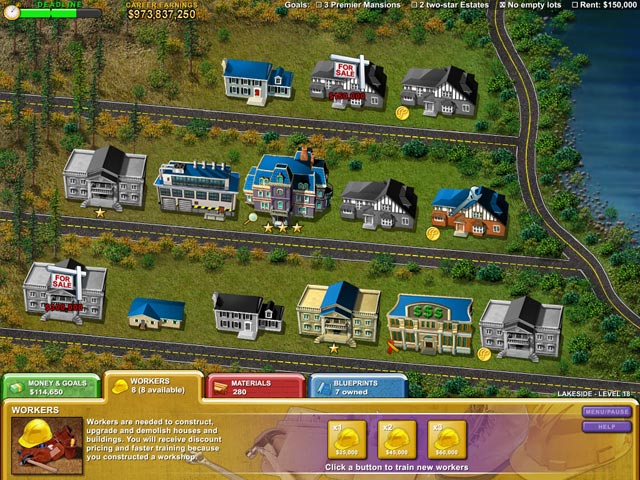 DEADLINE
CAREER EARNINGS
$973,837,250
Goals: 3 Premier Mansions 2 two-star Estates No empty lots Rent: $150,000
FOR SALE
FOR SALE
$$$
MONEY & GOALS
$114,650
WORKERS
8 (8 available)
MATERIALS
280
BLUEPRINTS
7 owned
LAKESIDE - LEVEL 18
WORKERS
Workers are needed to construct,
upgrade and demolish houses and
buildings. You will receive discount
pricing and faster training because
you constructed a workshop.
x1
x2
x3
$25,000
$45,000
$60,000
Click a button to train new workers
MENU/PAUSE
HELP